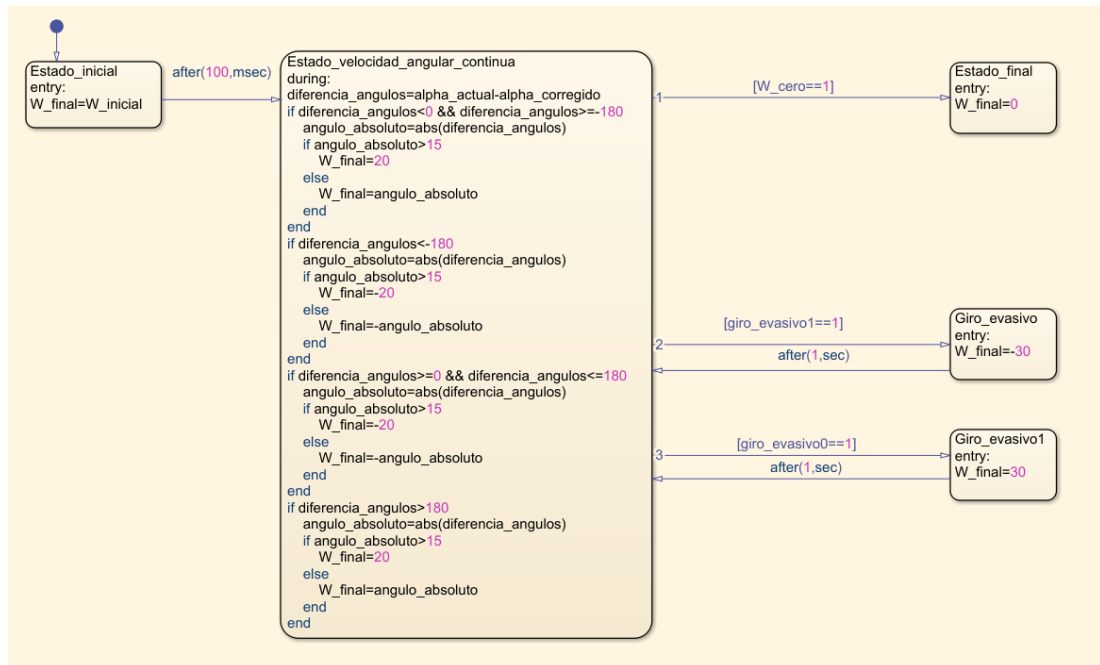 Estado_inicial
entry:
W_final=W_inicial
after(100,msec)
Estado_velocidad_angular_continua
during:
diferencia_angulos=alpha_actual-alpha_corregido
if diferencia_angulos<0 && diferencia_angulos>=-180
angulo_absoluto=abs(diferencia_angulos)
if angulo_absoluto>15
W_final=20
else
W_final=angulo_absoluto
end
end
if diferencia_angulos<-180
angulo_absoluto=abs(diferencia_angulos)
if angulo_absoluto>15
W_final=-20
else
W_final=-angulo_absoluto
end
end
if diferencia_angulos>=0 && diferencia_angulos<=180
angulo_absoluto=abs(diferencia_angulos)
if angulo_absoluto>15
W_final=-20
else
W_final=-angulo_absoluto
end
end
if diferencia_angulos>180
angulo_absoluto=abs(diferencia_angulos)
if angulo_absoluto>15
W_final=20
else
W_final=angulo_absoluto
end
end
1
[W_cero==1]
Estado_final
entry:
W_final=0
2
[giro_evasivo1==1]
after(1,sec)
Giro_evasivo
entry:
W_final=-30
3
[giro_evasivo0==1]
after(1,sec)
Giro_evasivo1
entry:
W_final=30